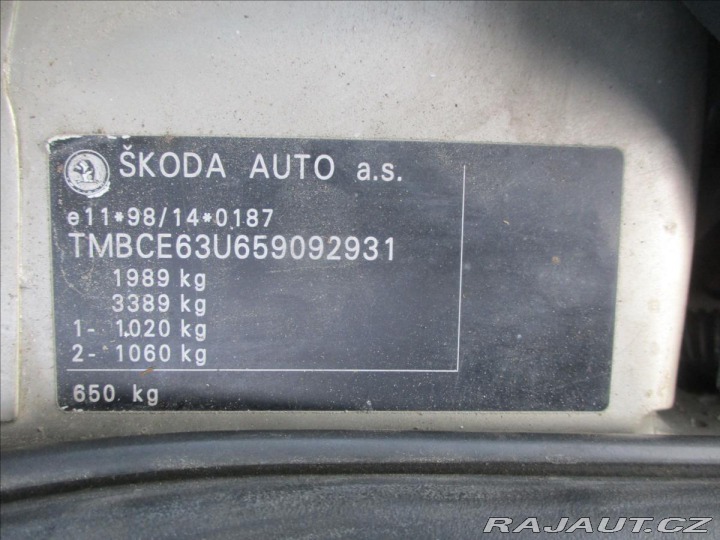 ŠKODA AUTO a.s.
e11*98/14*0187
TMBCE63U659092931
1989 kg
3389 kg
1- 1020 kg
2- 1060 kg
650 kg
RAJAUT.CZ